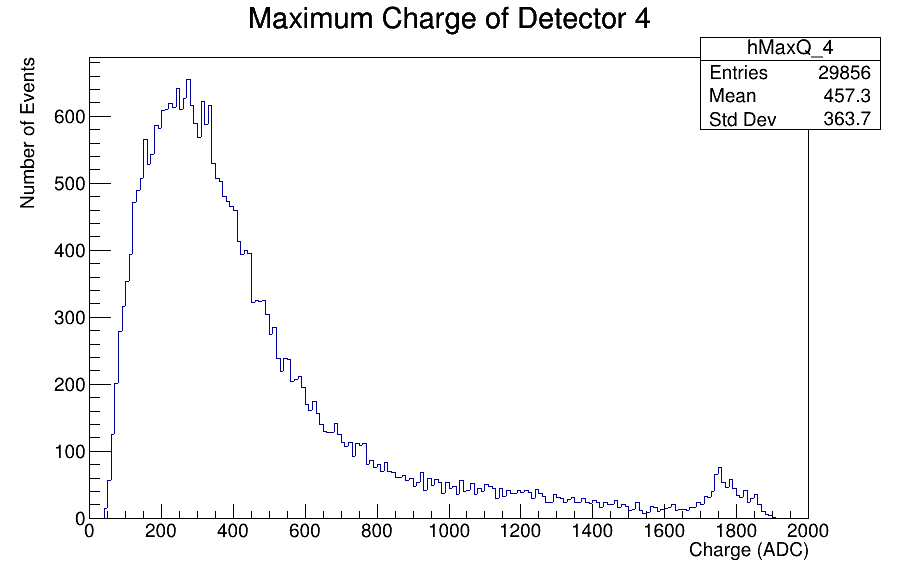 Maximum Charge of Detector 4
hMaxQ_4
Entries 29856
Mean 457.3
Std Dev 363.7
Number of Events
600
500
400
300
200
100
0
0 200 400 600 800 1000 1200 1400 1600 1800 2000
Charge (ADC)